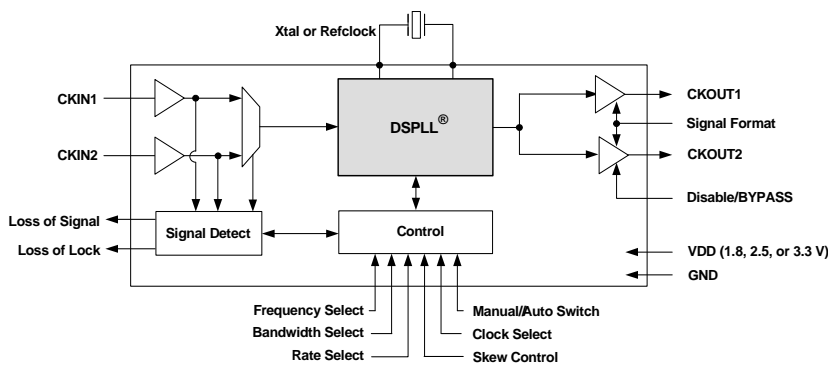 Xtal or Refclock
CKIN1
CKIN2
DSPLL®
CKOUT1
Signal Format
CKOUT2
Disable/BYPASS
Loss of Signal
Loss of Lock
Signal Detect
Control
VDD (1.8, 2.5, or 3.3 V)
GND
Frequency Select
Bandwidth Select
Rate Select
Manual/Auto Switch
Clock Select
Skew Control